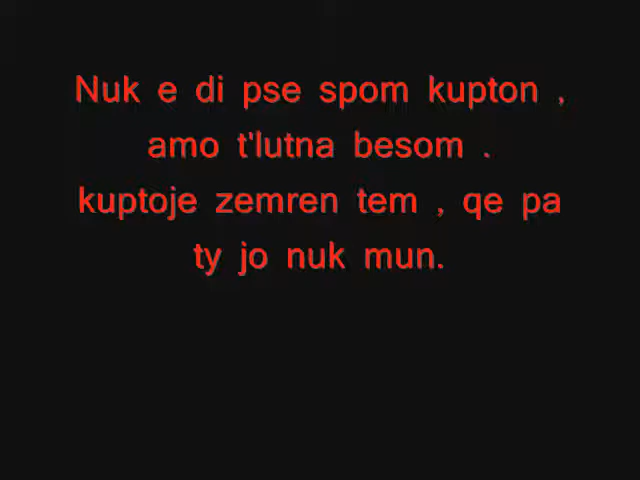 Nuk e di pse spom kupton ,
amo t'lutna besom .
kuptoje zemren tem , qe pa
ty jo nuk mun.